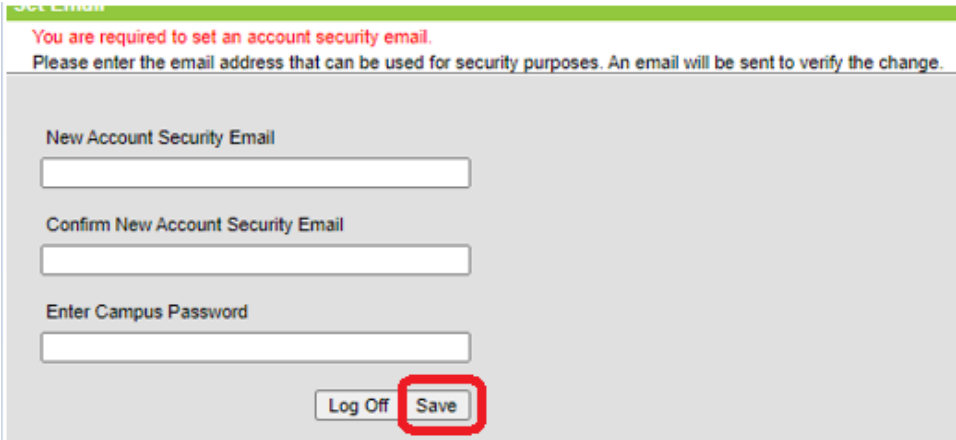 Set Email
You are required to set an account security email.
Please enter the email address that can be used for security purposes. An email will be sent to verify the change.
New Account Security Email
Confirm New Account Security Email
Enter Campus Password
Log Off Save